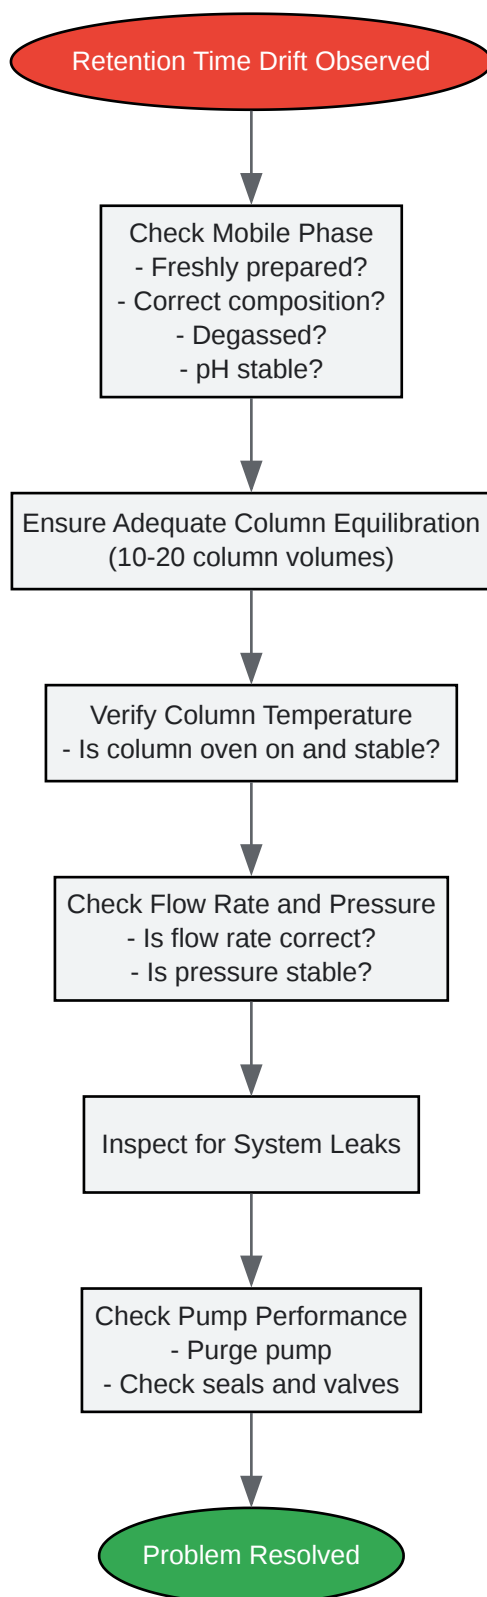 Retention Time Drift Observed
Check Mobile Phase
- Freshly prepared?
- Correct composition?
- Degassed?
- pH stable?
Ensure Adequate Column Equilibration
(10-20 column volumes)
Verify Column Temperature
- Is column oven on and stable?
Check Flow Rate and Pressure
- Is flow rate correct?
- Is pressure stable?
Inspect for System Leaks
Check Pump Performance
- Purge pump
- Check seals and valves
Problem Resolved